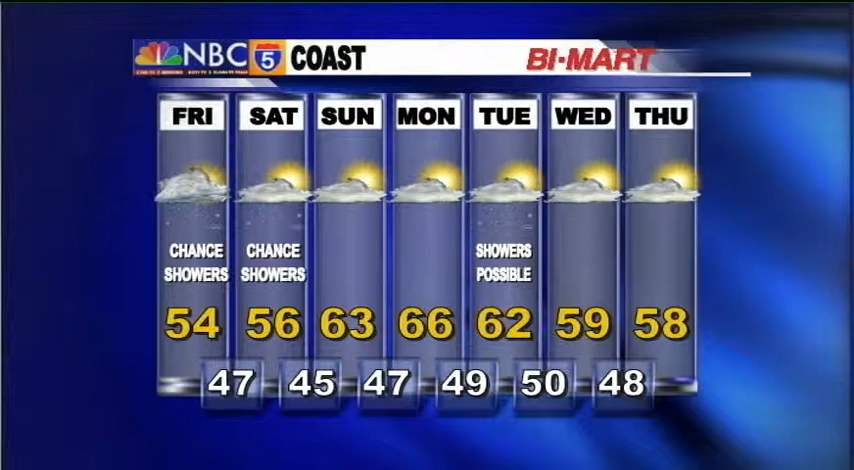 NBC 5 COAST
BI-MART
FRI SAT SUN MON TUE WED THU
CHANCE SHOWERS
CHANCE SHOWERS
SHOWERS POSSIBLE
54 56 63 66 62 59 58
47 45 47 49 50 48